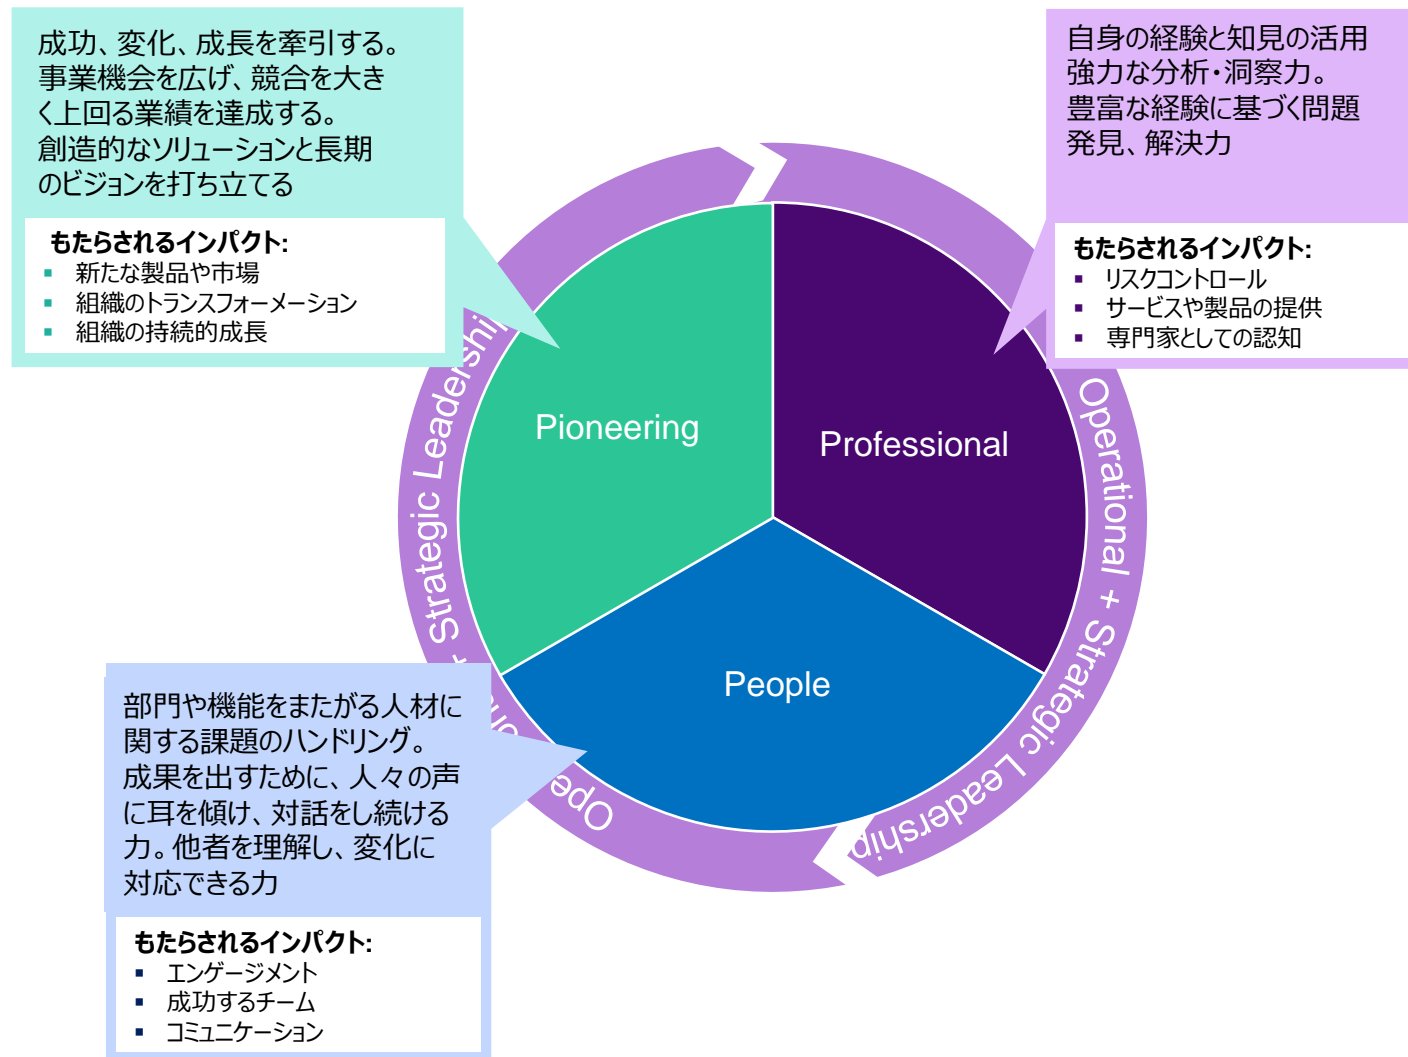 成功、変化、成長を牽引する。
事業機会を広げ、競合を大き
く上回る業績を達成する。
創造的なソリューションと長期
のビジョンを打ち立てる
もたらされるインパクト:
▪ 新たな製品や市場
▪ 組織のトランスフォーメーション
▪ 組織の持続的成長
自身の経験と知見の活用
強力な分析・洞察力。
豊富な経験に基づく問題
発見、解決力
もたらされるインパクト:
▪ リスクコントロール
▪ サービスや製品の提供
▪ 専門家としての認知
Pioneering
Professional
People
Operational + Strategic Leadership
Ope
Strategic Leadership
部門や機能をまたがる人材に
関する課題のハンドリング。
成果を出すために、人々の声
に耳を傾け、対話をし続ける
力。他者を理解し、変化に
対応できる力
もたらされるインパクト:
▪ エンゲージメント
▪ 成功するチーム
▪ コミュニケーション